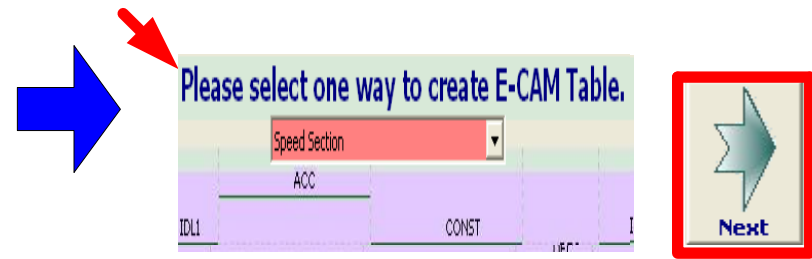 Please select one way to create E-CAM Table.
Speed Section
ACC
IDL1
CONST
Next